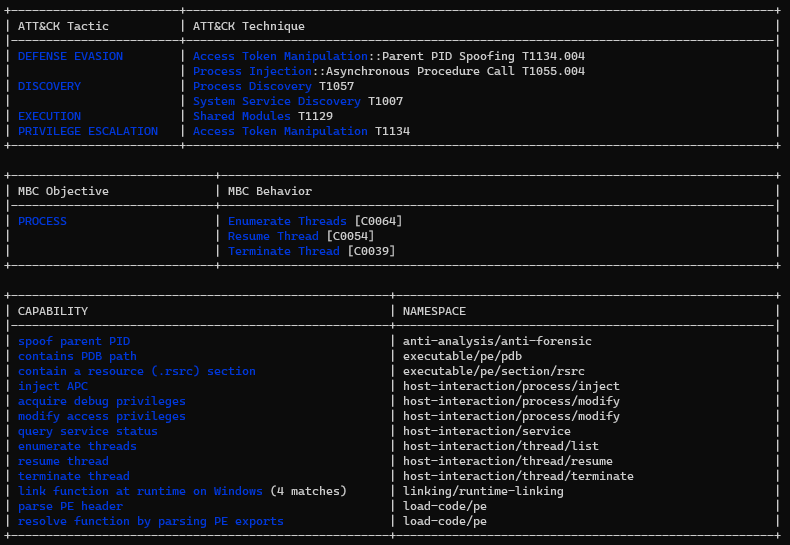 ATT&CK Tactic | ATT&CK Technique
DEFENSE EVASION | Access Token Manipulation::Parent PID Spoofing T1134.004
| Process Injection::Asynchronous Procedure Call T1055.004
DISCOVERY | Process Discovery T1057
| System Service Discovery T1007
EXECUTION | Shared Modules T1129
PRIVILEGE ESCALATION | Access Token Manipulation T1134
MBC Objective | MBC Behavior
PROCESS | Enumerate Threads [C0064]
| Resume Thread [C0054]
| Terminate Thread [C0039]
CAPABILITY | NAMESPACE
spoof parent PID | anti-analysis/anti-forensic
contains PDB path | executable/pe/pdb
contain a resource (.rsrc) section | executable/pe/section/rsrc
inject APC | host-interaction/process/inject
acquire debug privileges | host-interaction/process/modify
modify access privileges | host-interaction/process/modify
query service status | host-interaction/service
enumerate threads | host-interaction/thread/list
resume thread | host-interaction/thread/resume
terminate thread | host-interaction/thread/terminate
link function at runtime on Windows (4 matches) | linking/runtime-linking
parse PE header | load-code/pe
resolve function by parsing PE exports | load-code/pe